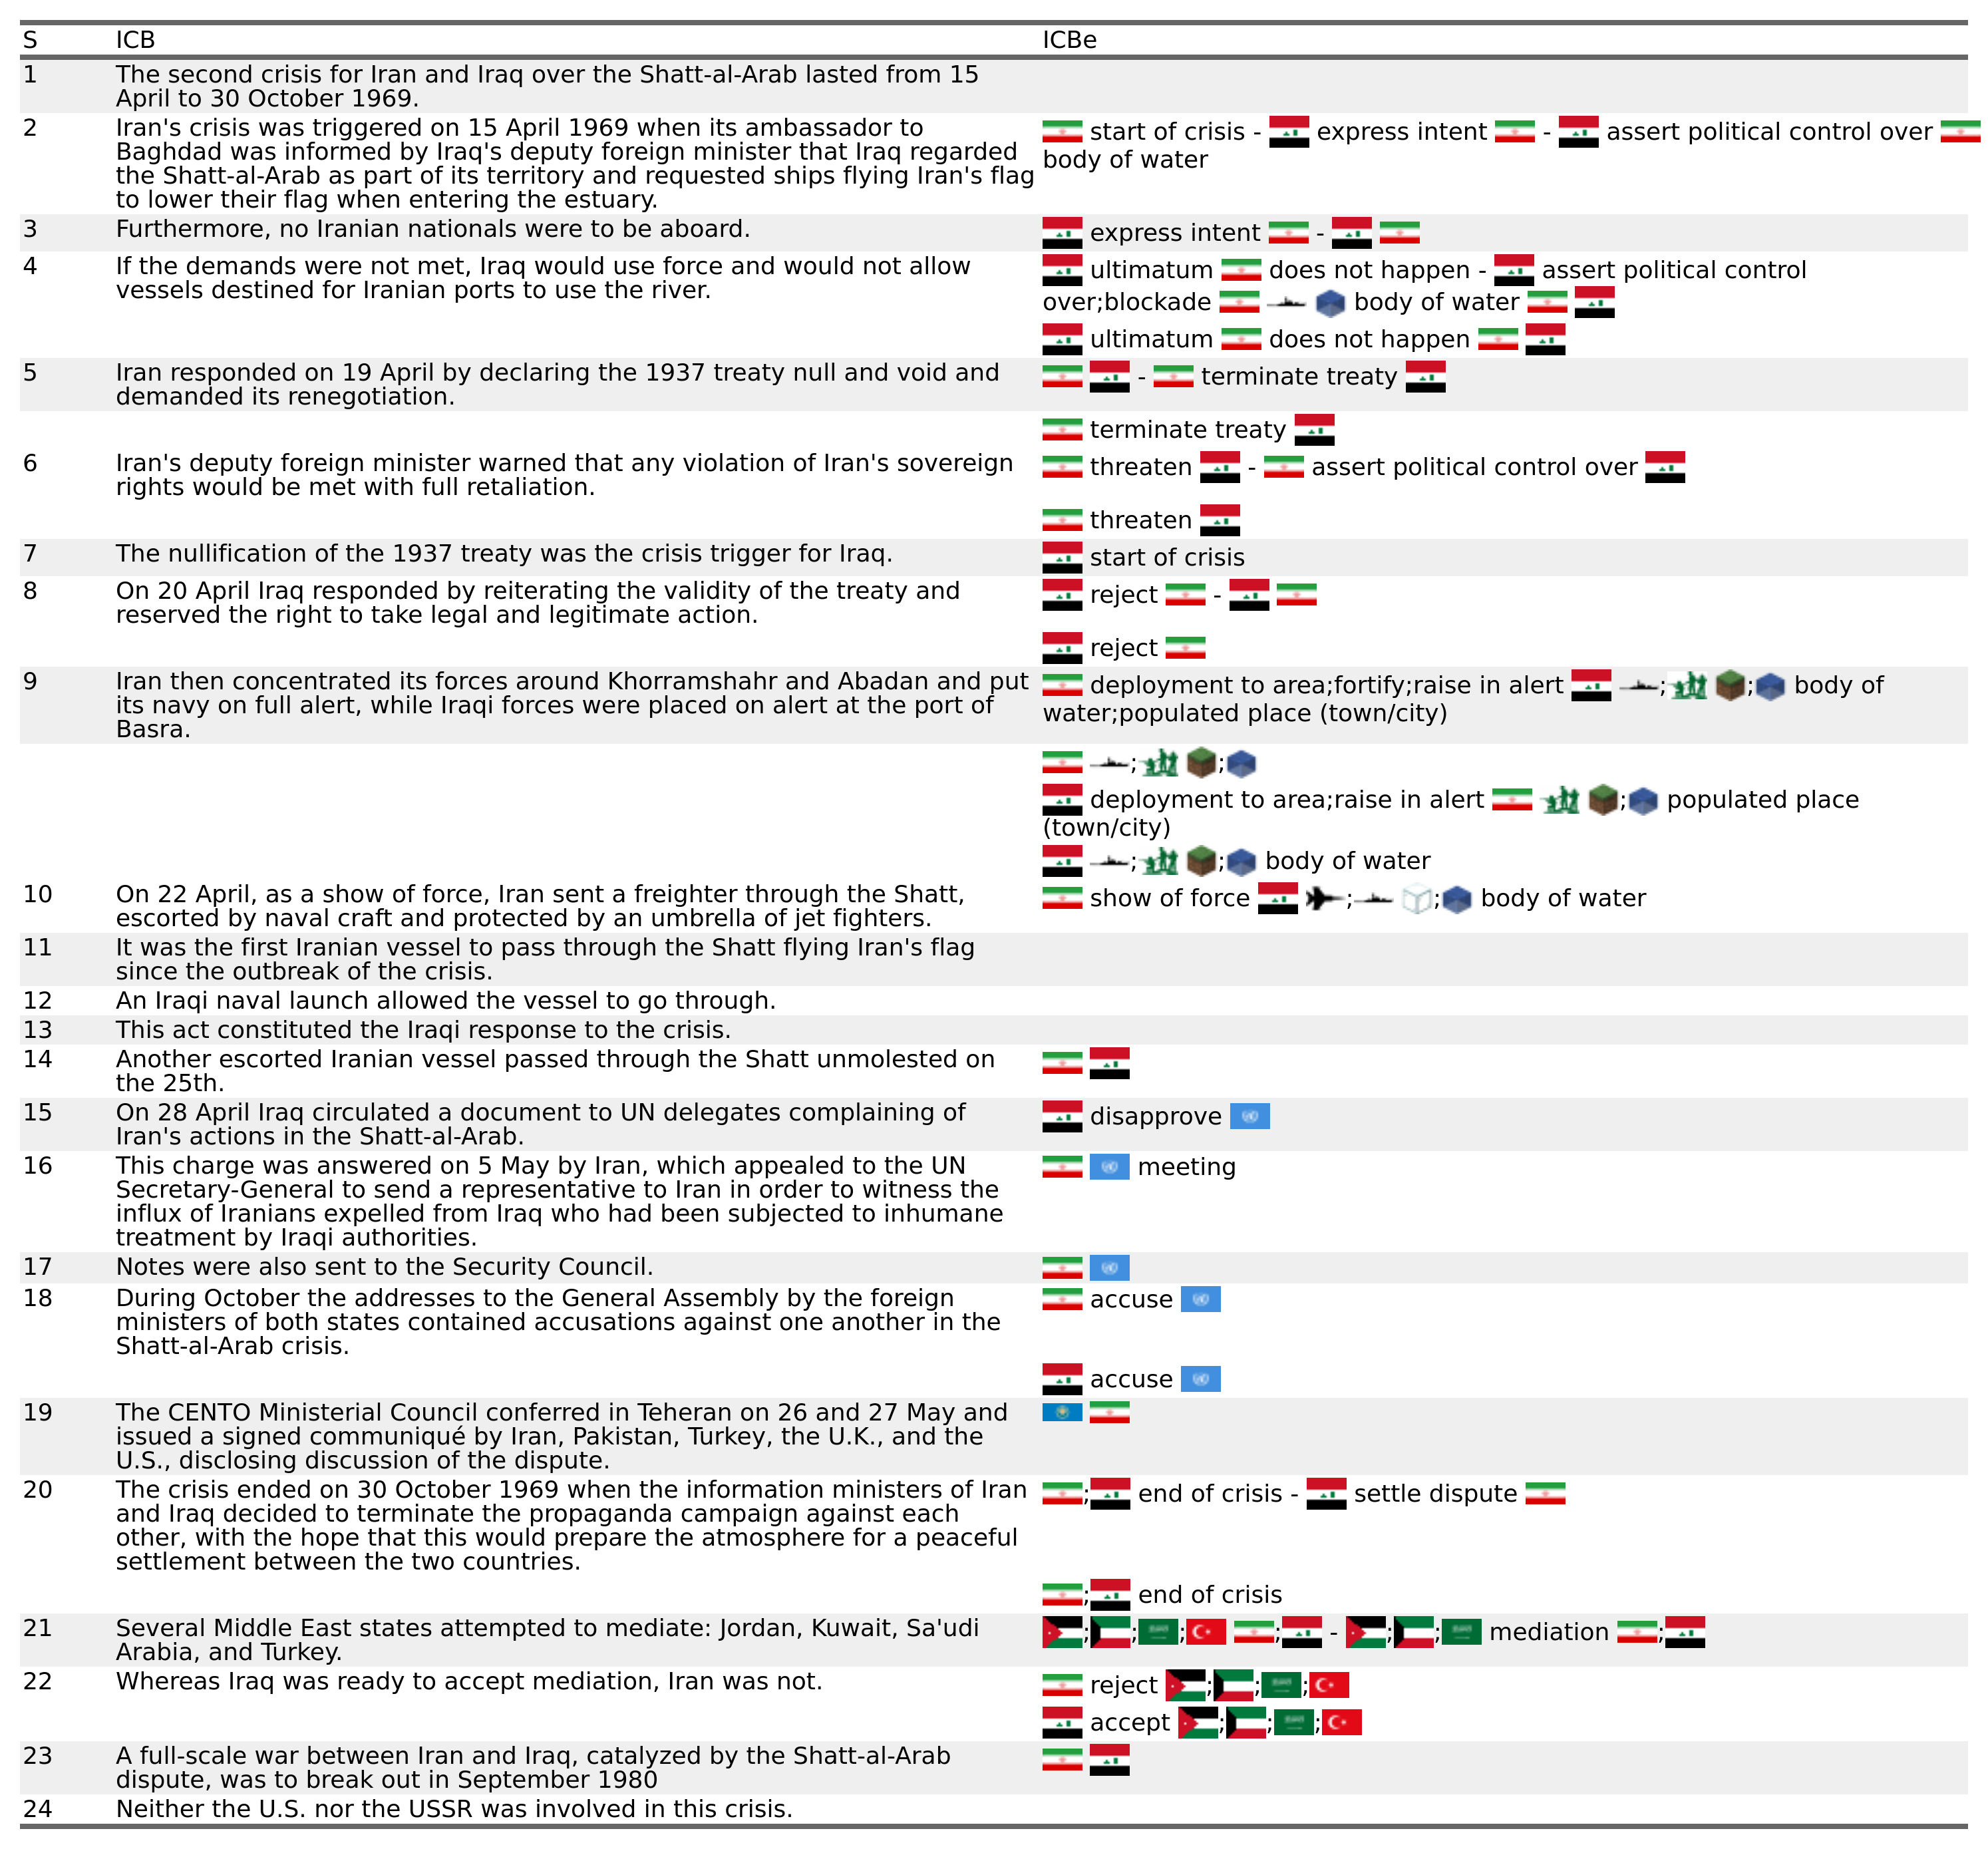 S ICB ICBe
1 The second crisis for Iran and Iraq over the Shatt-al-Arab lasted from 15
April to 30 October 1969.
2 Iran's crisis was triggered on 15 April 1969 when its ambassador to
Baghdad was informed by Iraq's deputy foreign minister that Iraq regarded
the Shatt-al-Arab as part of its territory and requested ships flying Iran's flag
to lower their flag when entering the estuary.
start of crisis - express intent - assert political control over
body of water
3 Furthermore, no Iranian nationals were to be aboard.
express intent -
4 If the demands were not met, Iraq would use force and would not allow
vessels destined for Iranian ports to use the river.
ultimatum does not happen - assert political control
over;blockade body of water
ultimatum does not happen
5 Iran responded on 19 April by declaring the 1937 treaty null and void and
demanded its renegotiation.
- terminate treaty
terminate treaty
6 Iran's deputy foreign minister warned that any violation of Iran's sovereign
rights would be met with full retaliation.
threaten - assert political control over
threaten
7 The nullification of the 1937 treaty was the crisis trigger for Iraq.
start of crisis
8 On 20 April Iraq responded by reiterating the validity of the treaty and
reserved the right to take legal and legitimate action.
reject -
reject
9 Iran then concentrated its forces around Khorramshahr and Abadan and put
its navy on full alert, while Iraqi forces were placed on alert at the port of
Basra.
deployment to area;fortify;raise in alert ; ; body of
water;populated place (town/city)
; ;
deployment to area;raise in alert ; populated place
(town/city)
; ; body of water
10 On 22 April, as a show of force, Iran sent a freighter through the Shatt,
escorted by naval craft and protected by an umbrella of jet fighters.
show of force ; ; body of water
11 It was the first Iranian vessel to pass through the Shatt flying Iran's flag
since the outbreak of the crisis.
12 An Iraqi naval launch allowed the vessel to go through.
13 This act constituted the Iraqi response to the crisis.
14 Another escorted Iranian vessel passed through the Shatt unmolested on
the 25th.
15 On 28 April Iraq circulated a document to UN delegates complaining of
Iran's actions in the Shatt-al-Arab.
disapprove
16 This charge was answered on 5 May by Iran, which appealed to the UN
Secretary-General to send a representative to Iran in order to witness the
influx of Iranians expelled from Iraq who had been subjected to inhumane
treatment by Iraqi authorities.
meeting
17 Notes were also sent to the Security Council.
18 During October the addresses to the General Assembly by the foreign
ministers of both states contained accusations against one another in the
Shatt-al-Arab crisis.
accuse
accuse
19 The CENTO Ministerial Council conferred in Teheran on 26 and 27 May and
issued a signed communiqué by Iran, Pakistan, Turkey, the U.K., and the
U.S., disclosing discussion of the dispute.
20 The crisis ended on 30 October 1969 when the information ministers of Iran
and Iraq decided to terminate the propaganda campaign against each
other, with the hope that this would prepare the atmosphere for a peaceful
settlement between the two countries.
; end of crisis - settle dispute
; end of crisis
21 Several Middle East states attempted to mediate: Jordan, Kuwait, Sa'udi
Arabia, and Turkey.
; ; ; ; - ; ; mediation ;
22 Whereas Iraq was ready to accept mediation, Iran was not.
reject ; ; ;
accept ; ; ;
23 A full-scale war between Iran and Iraq, catalyzed by the Shatt-al-Arab
dispute, was to break out in September 1980
24 Neither the U.S. nor the USSR was involved in this crisis.